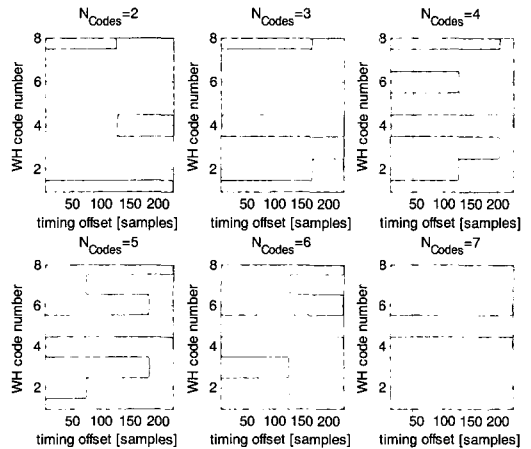 N_Codes=2
N_Codes=3
N_Codes=4
8
6
4
2
WH code number
50 100 150 200
timing offset [samples]
8
6
4
2
WH code number
50 100 150 200
timing offset [samples]
8
6
4
2
WH code number
50 100 150 200
timing offset [samples]
N_Codes=5
N_Codes=6
N_Codes=7
8
6
4
2
WH code number
50 100 150 200
timing offset [samples]
8
6
4
2
WH code number
50 100 150 200
timing offset [samples]
8
6
4
2
WH code number
50 100 150 200
timing offset [samples]